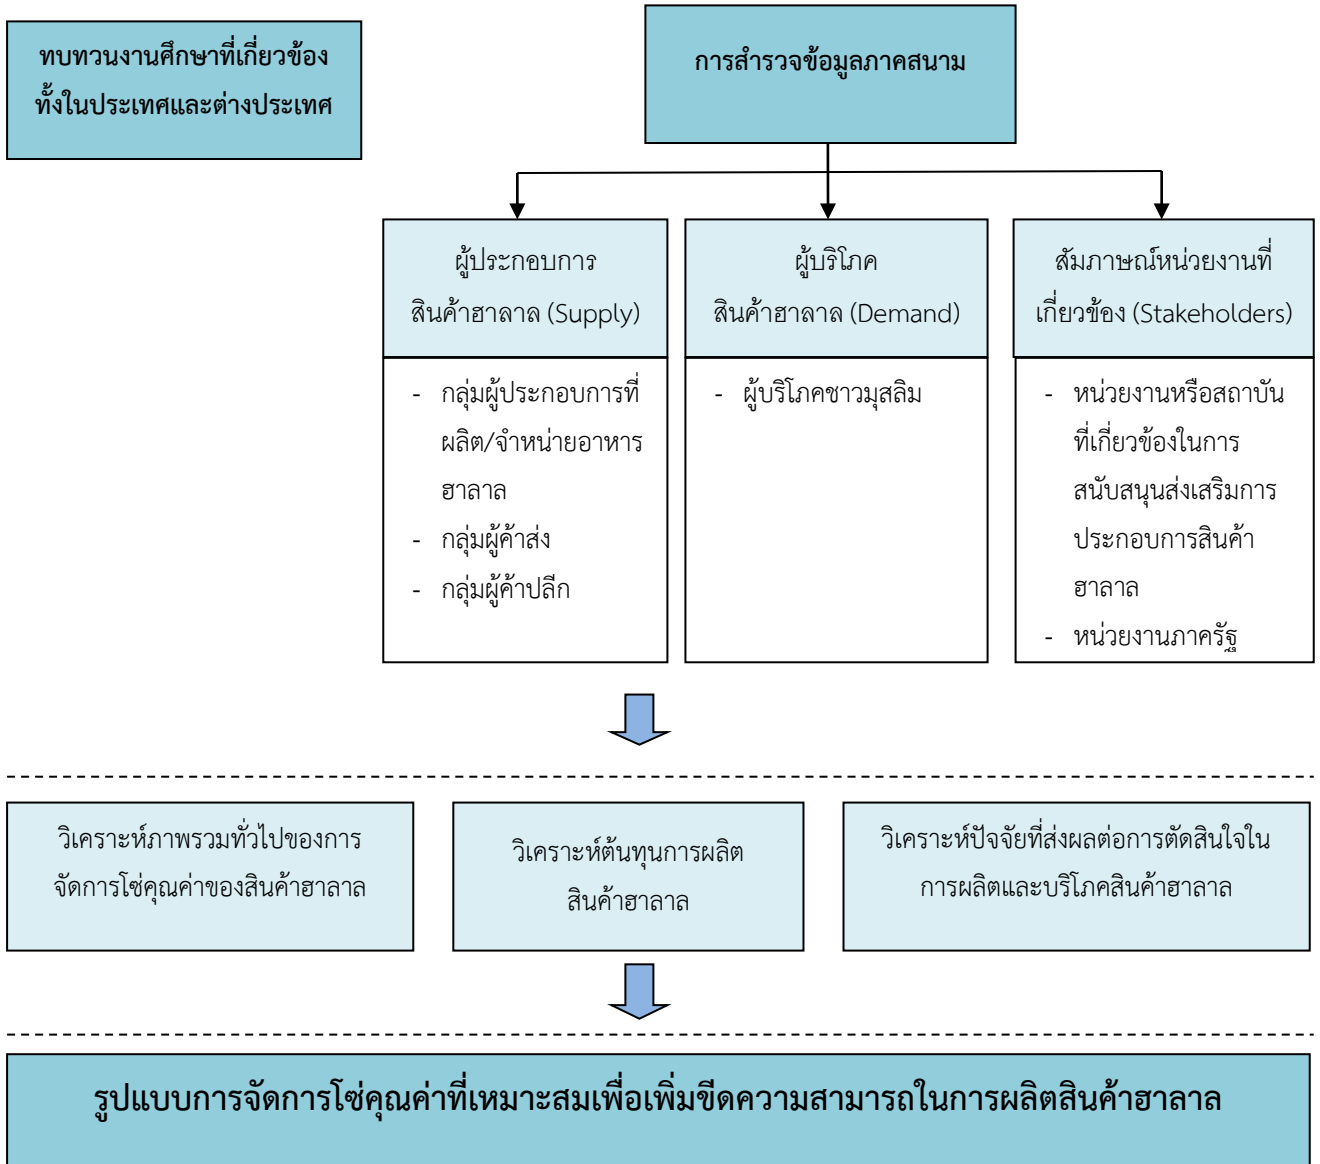 ทบทวนงานศึกษาที่เกี่ยวข้อง
ทั้งในประเทศและต่างประเทศ
การสำรวจข้อมูลภาคสนาม
ผู้ประกอบการ
สินค้าฮาลาล (Supply)
- กลุ่มผู้ประกอบการที่
ผลิต/จำหน่ายอาหาร
ฮาลาล
- กลุ่มผู้ค้าส่ง
- กลุ่มผู้ค้าปลีก
ผู้บริโภค
สินค้าฮาลาล (Demand)
- ผู้บริโภคชาวมุสลิม
สัมภาษณ์หน่วยงานที่
เกี่ยวข้อง (Stakeholders)
- หน่วยงานหรือสถาบัน
ที่เกี่ยวข้องในการ
สนับสนุนส่งเสริมการ
ประกอบการสินค้า
ฮาลาล
- หน่วยงานภาครัฐ
วิเคราะห์ภาพรวมทั่วไปของการ
จัดการโซ่คุณค่าของสินค้าฮาลาล
วิเคราะห์ต้นทุนการผลิต
สินค้าฮาลาล
วิเคราะห์ปัจจัยที่ส่งผลต่อการตัดสินใจใน
การผลิตและบริโภคสินค้าฮาลาล
รูปแบบการจัดการโซ่คุณค่าที่เหมาะสมเพื่อเพิ่มขีดความสามารถในการผลิตสินค้าฮาลาล